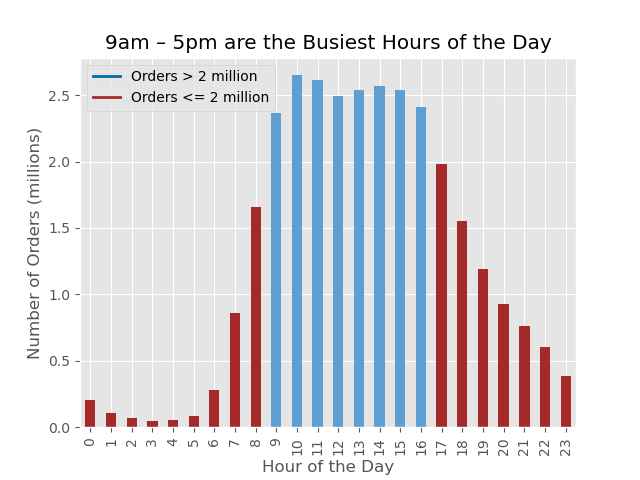 9am – 5pm are the Busiest Hours of the Day
Orders > 2 million
Orders <= 2 million
Number of Orders (millions)
2.5
2.0
1.5
1.0
0.5
0.0
0 1 2 3 4 5 6 7 8 9 10 11 12 13 14 15 16 17 18 19 20 21 22 23
Hour of the Day